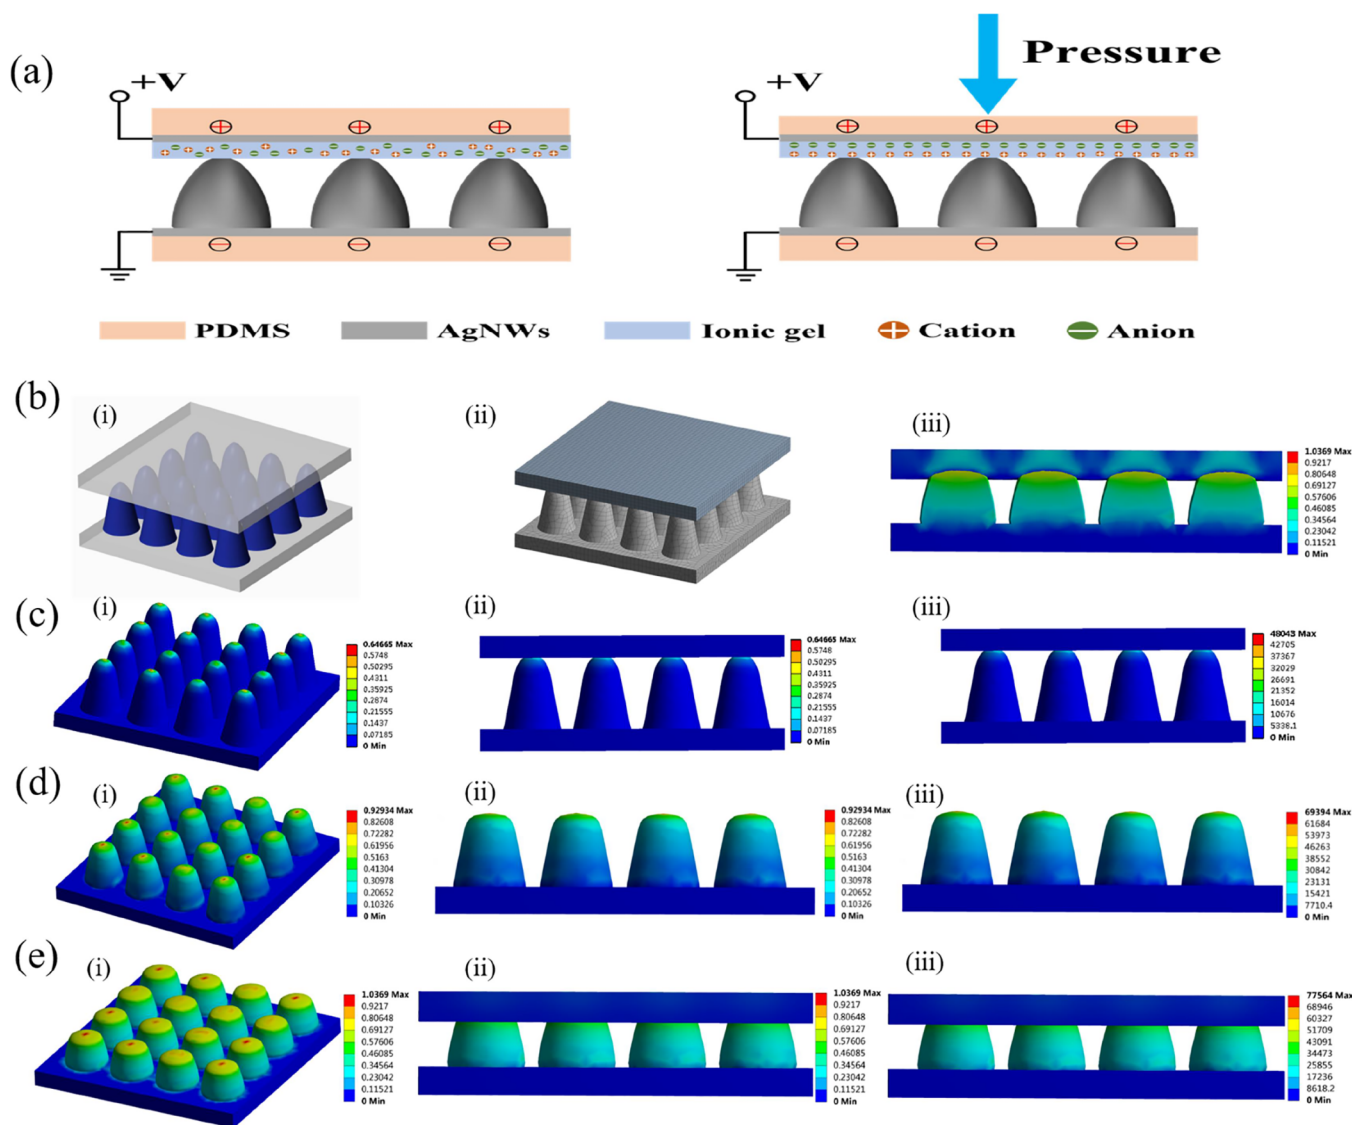 (a)
+V
+V
Pressure
PDMS
AgNWs
Ionic gel
Cation
Anion
(b)
(i)
(ii)
(iii)
1.0369 Max
0.9217
0.80648
0.69127
0.57606
0.46085
0.34564
0.23042
0.11521
0 Min
(c)
(i)
0.64665 Max
0.5748
0.50295
0.4311
0.35925
0.2874
0.21555
0.1437
0.07185
0 Min
(ii)
0.64665 Max
0.5748
0.50295
0.4311
0.35925
0.2874
0.21555
0.1437
0.07185
0 Min
(iii)
48043 Max
42705
37367
32029
26691
21352
16014
10676
5338.1
0 Min
(d)
(i)
0.92934 Max
0.82608
0.72282
0.61956
0.5163
0.41304
0.30978
0.20652
0.10326
0 Min
(ii)
0.92934 Max
0.82608
0.72282
0.61956
0.5163
0.41304
0.30978
0.20652
0.10326
0 Min
(iii)
69394 Max
61684
53973
46263
38552
30842
23131
15421
7710.4
0 Min
(e)
(i)
1.0369 Max
0.9217
0.80648
0.69127
0.57606
0.46085
0.34564
0.23042
0.11521
0 Min
(ii)
1.0369 Max
0.9217
0.80648
0.69127
0.57606
0.46085
0.34564
0.23042
0.11521
0 Min
(iii)
77564 Max
68946
60327
51709
43091
34473
25855
17236
8618.2
0 Min